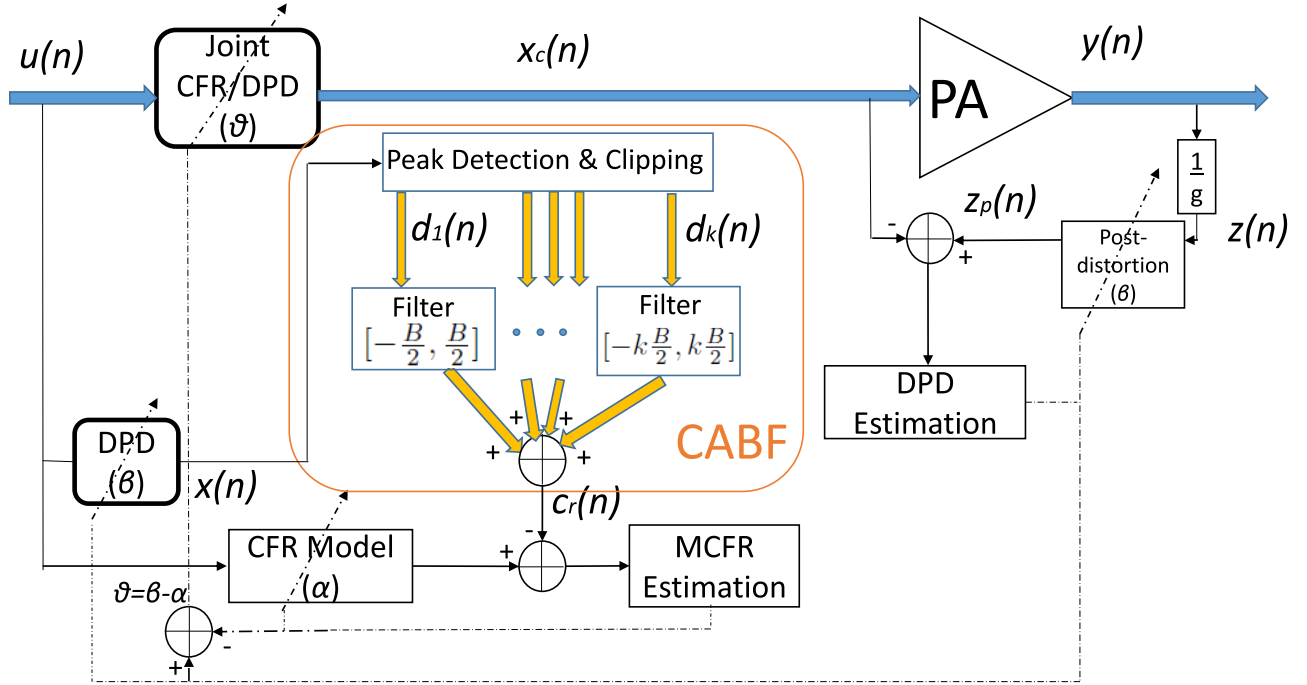 u(n)
Joint
CFR/DPD
(ϑ)
xc(n)
PA
y(n)
1
g
z(n)
Peak Detection & Clipping
d1(n)
dk(n)
Filter
[-B/2, B/2]
Filter
[-kB/2, kB/2]
+
+
+
+
CABF
cr(n)
-
zp(n)
+
Post-
distortion
(β)
DPD
Estimation
DPD
(β)
x(n)
CFR Model
(α)
+
-
MCFR
Estimation
ϑ=β-α
-
+